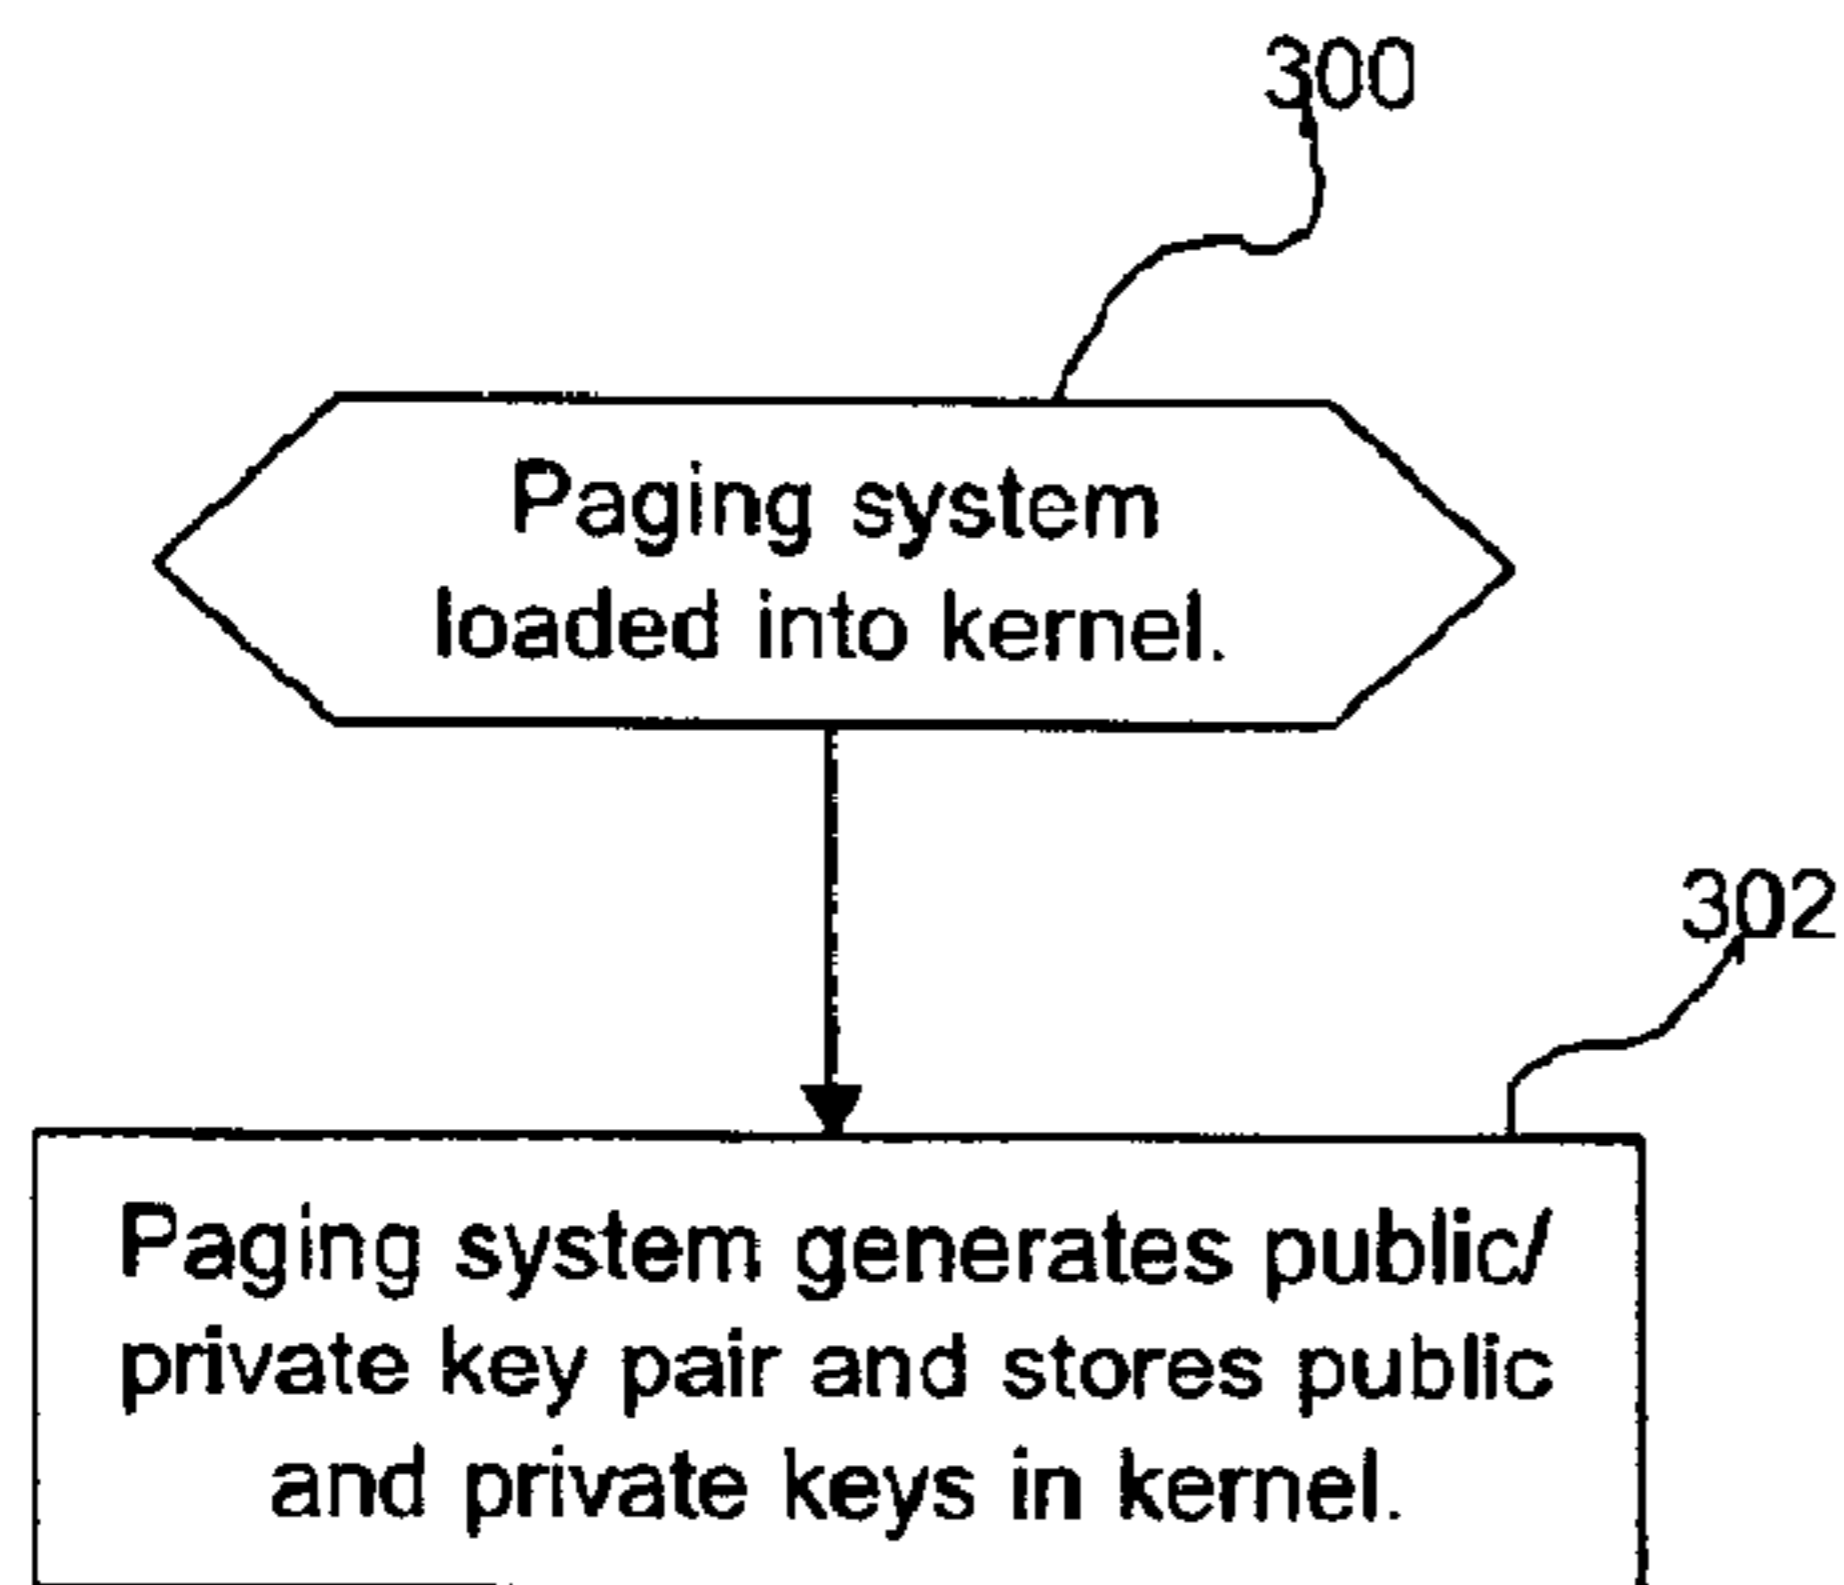 300
Paging system
loaded into kernel.
302
Paging system generates public/
private key pair and stores public
and private keys in kernel.